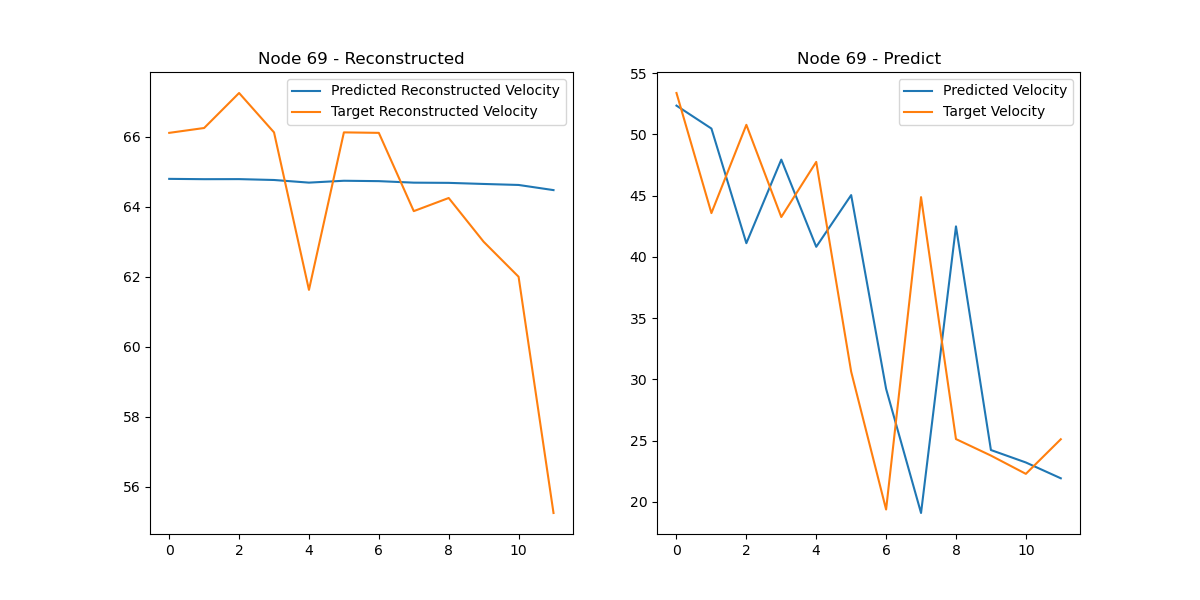 Node 69 - Reconstructed
Predicted Reconstructed Velocity
Target Reconstructed Velocity
66
64
62
60
58
56
0 2 4 6 8 10
Node 69 - Predict
Predicted Velocity
Target Velocity
55
50
45
40
35
30
25
20
0 2 4 6 8 10